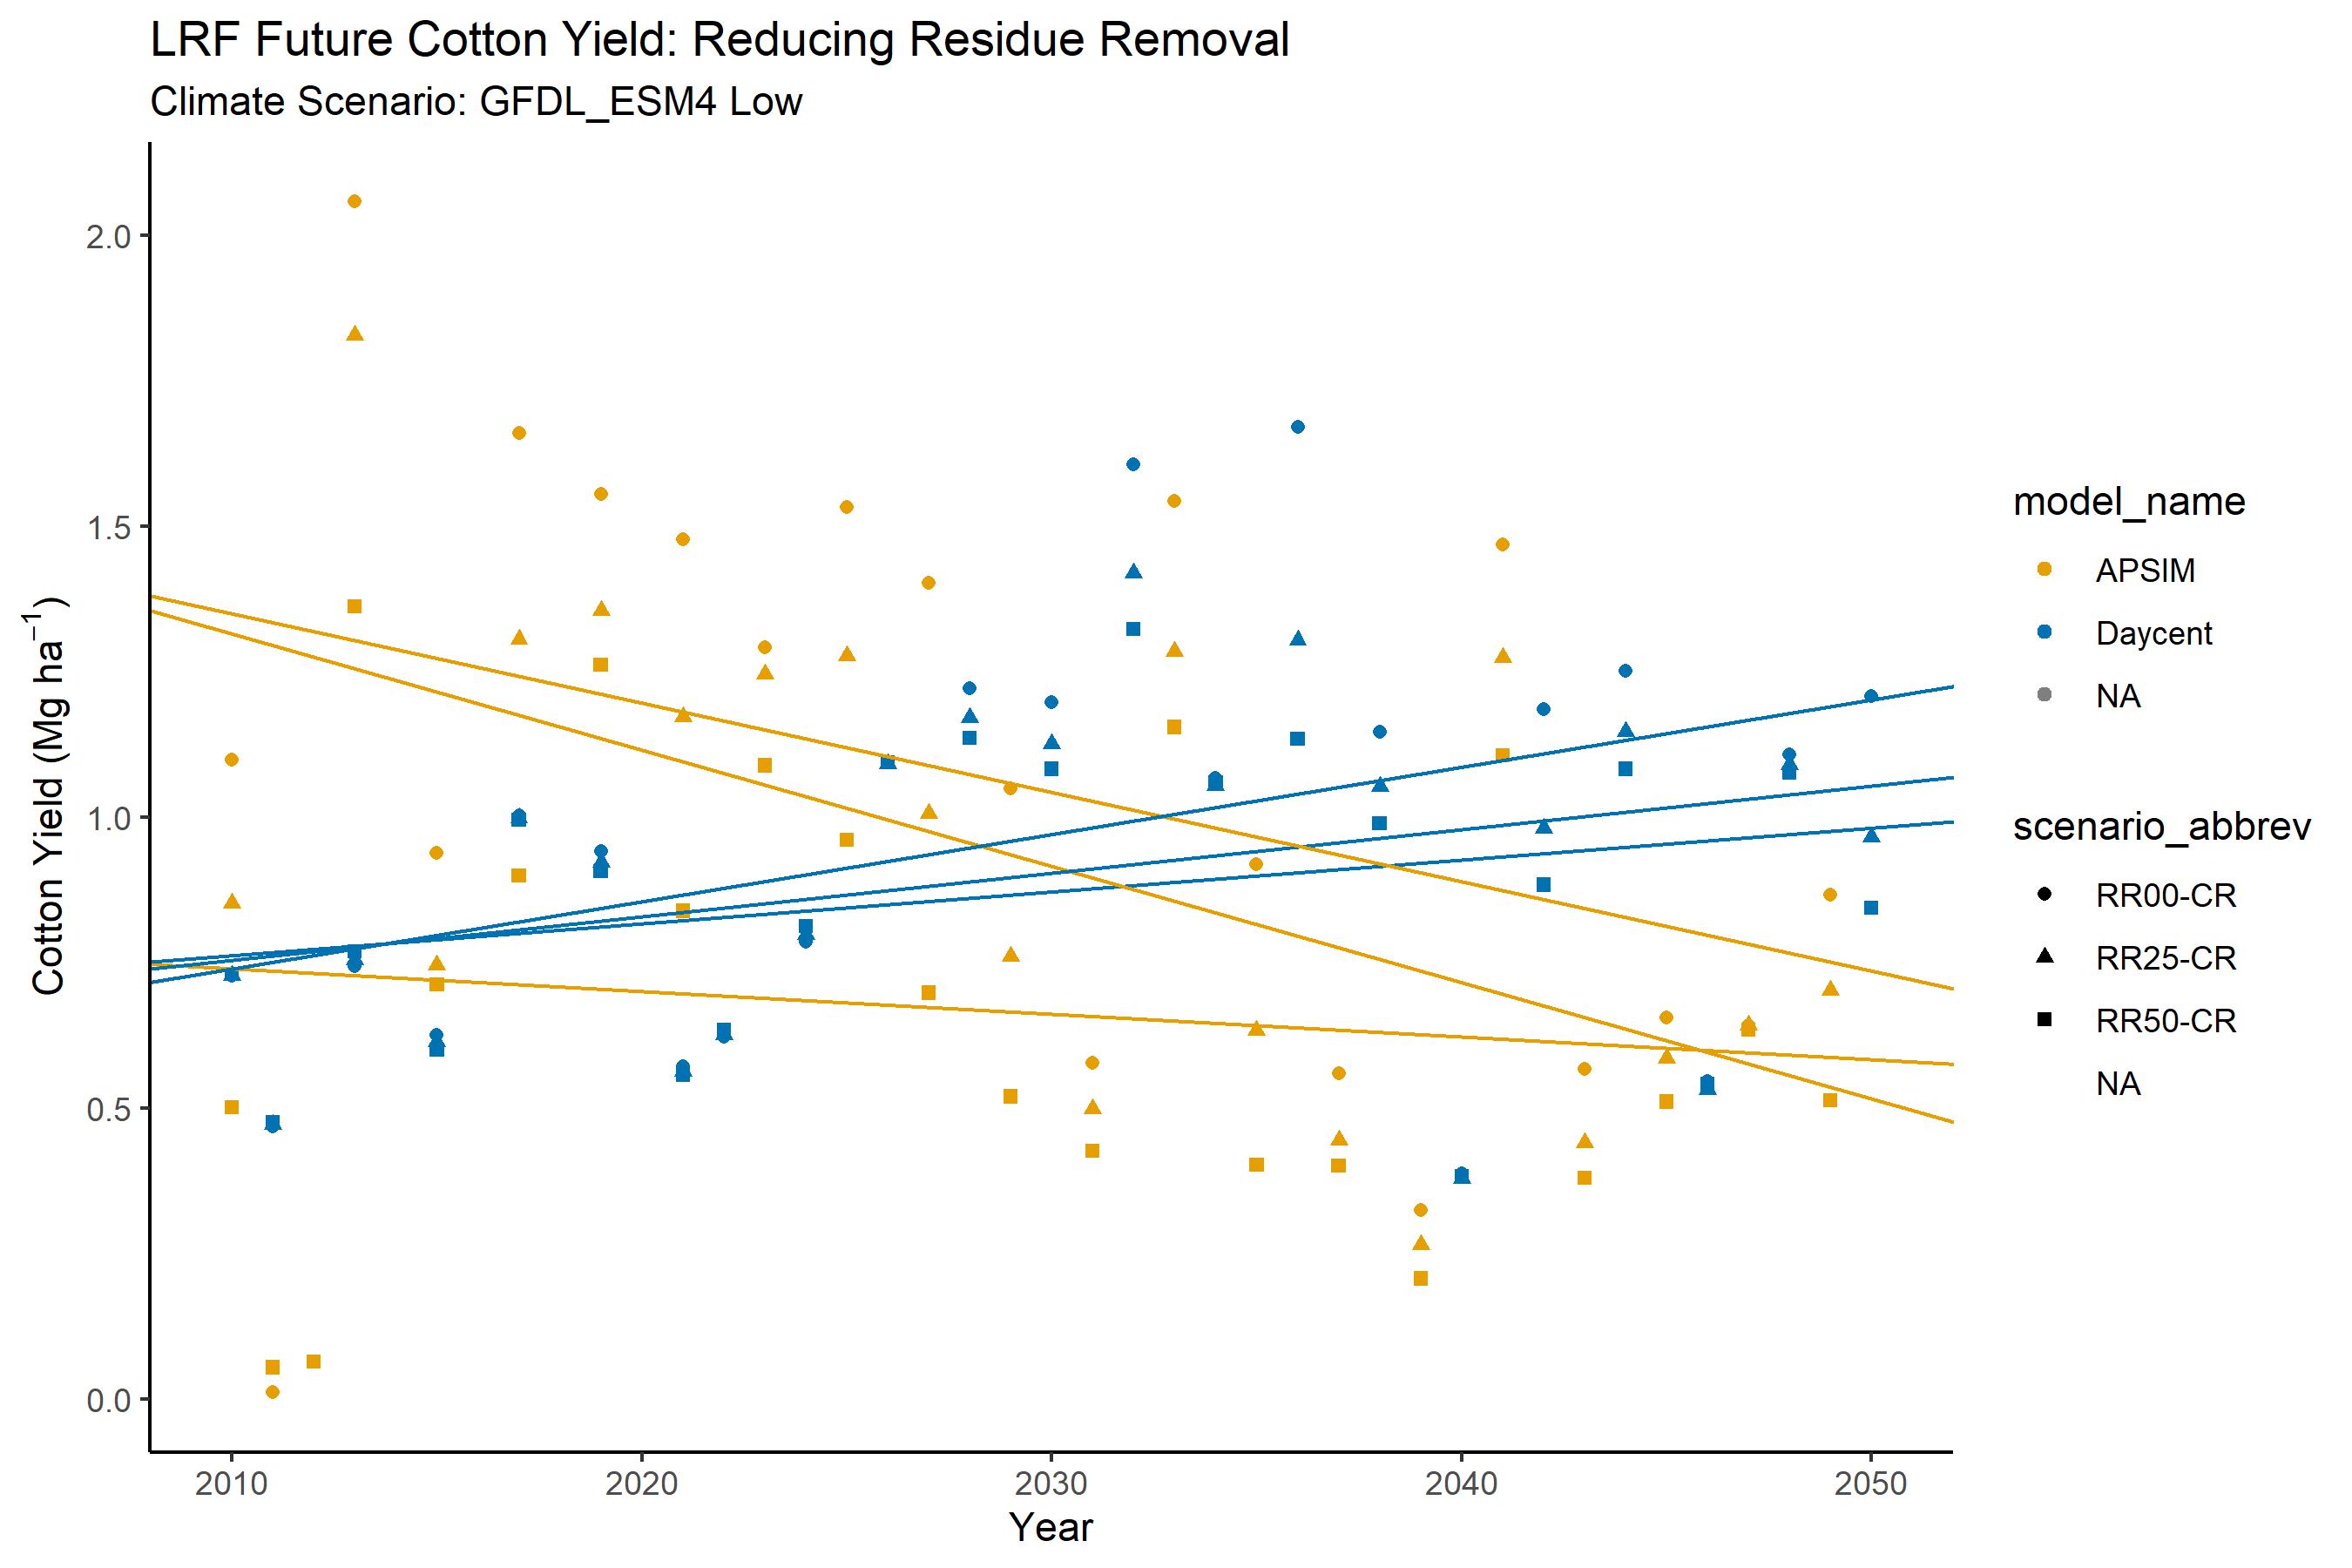 LRF Future Cotton Yield: Reducing Residue Removal
Climate Scenario: GFDL_ESM4 Low
Cotton Yield (Mg ha⁻¹)
2.0
1.5
1.0
0.5
0.0
2010
2020
2030
2040
2050
Year
model_name
APSIM
Daycent
NA
scenario_abbrev
RR00-CR
RR25-CR
RR50-CR
NA